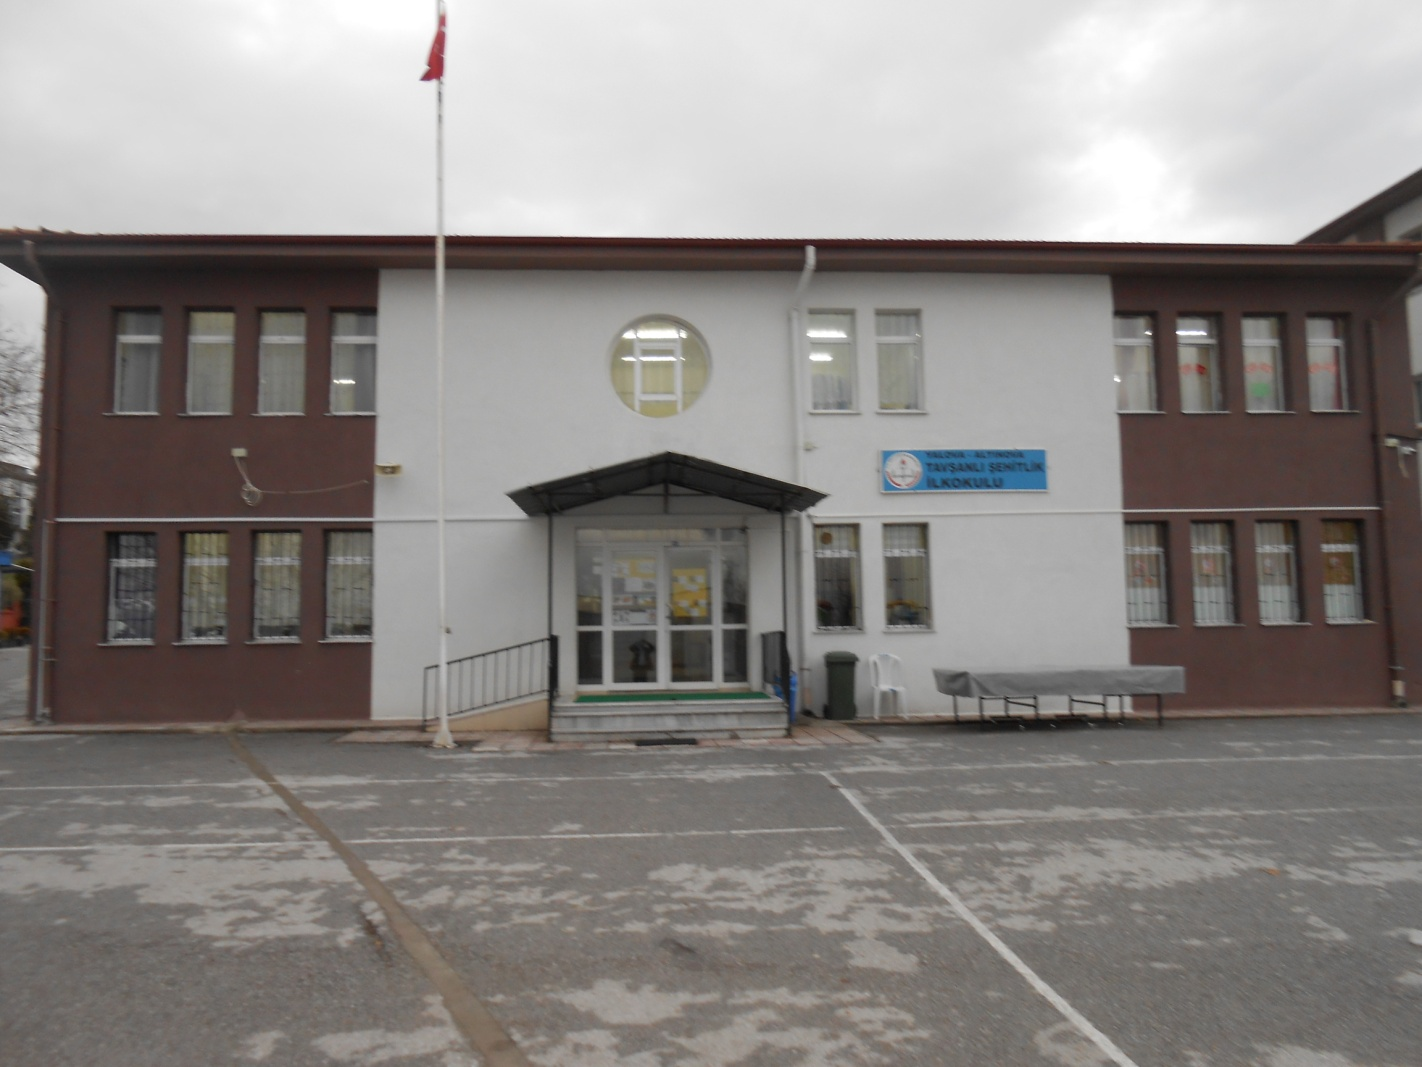 YALOVA - ALTINOVA
TAVŞANLI ŞEHİTLİK
İLKOKULU